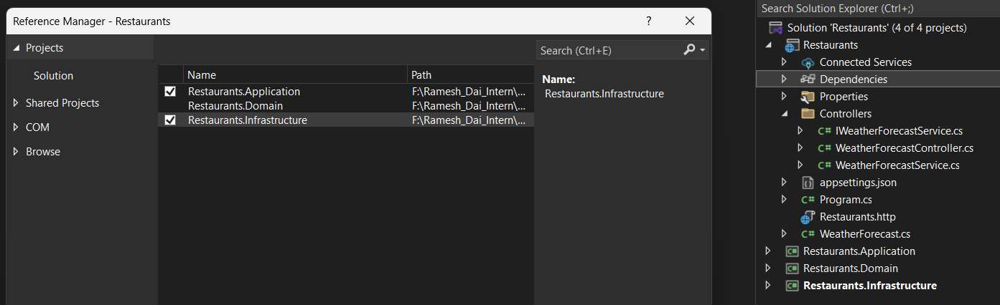 Reference Manager - Restaurants
?
Projects
Solution
Shared Projects
COM
Browse
Name Path
Restaurants.Application F:\Ramesh_Dai_Intern\...
Restaurants.Domain F:\Ramesh_Dai_Intern\...
Restaurants.Infrastructure F:\Ramesh_Dai_Intern\...
Search (Ctrl+E)
Name:
Restaurants.Infrastructure
Search Solution Explorer (Ctrl+;)
Solution 'Restaurants' (4 of 4 projects)
Restaurants
Connected Services
Dependencies
Properties
Controllers
C# IWeatherForecastService.cs
C# WeatherForecastController.cs
C# WeatherForecastService.cs
appsettings.json
C# Program.cs
Restaurants.http
C# WeatherForecast.cs
C# Restaurants.Application
C# Restaurants.Domain
C# Restaurants.Infrastructure